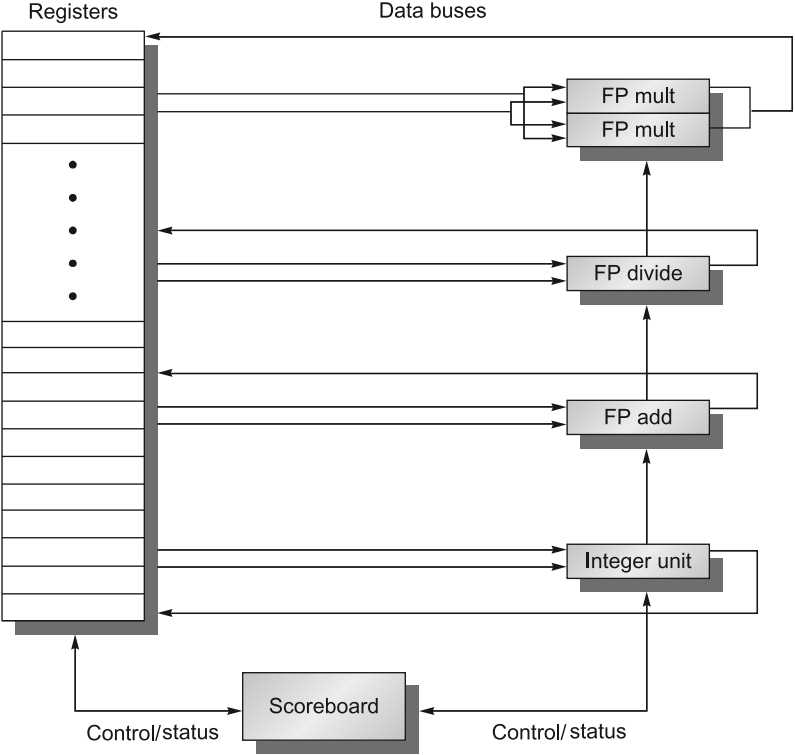 Registers
Data buses
FP mult
FP mult
FP divide
FP add
Integer unit
Scoreboard
Control/status
Control/status